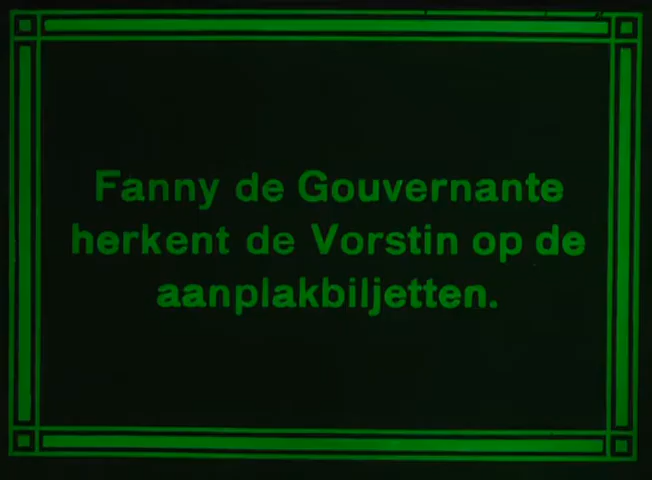 Fanny de Gouvernante
herkent de Vorstin op de
aanplakbiljetten.